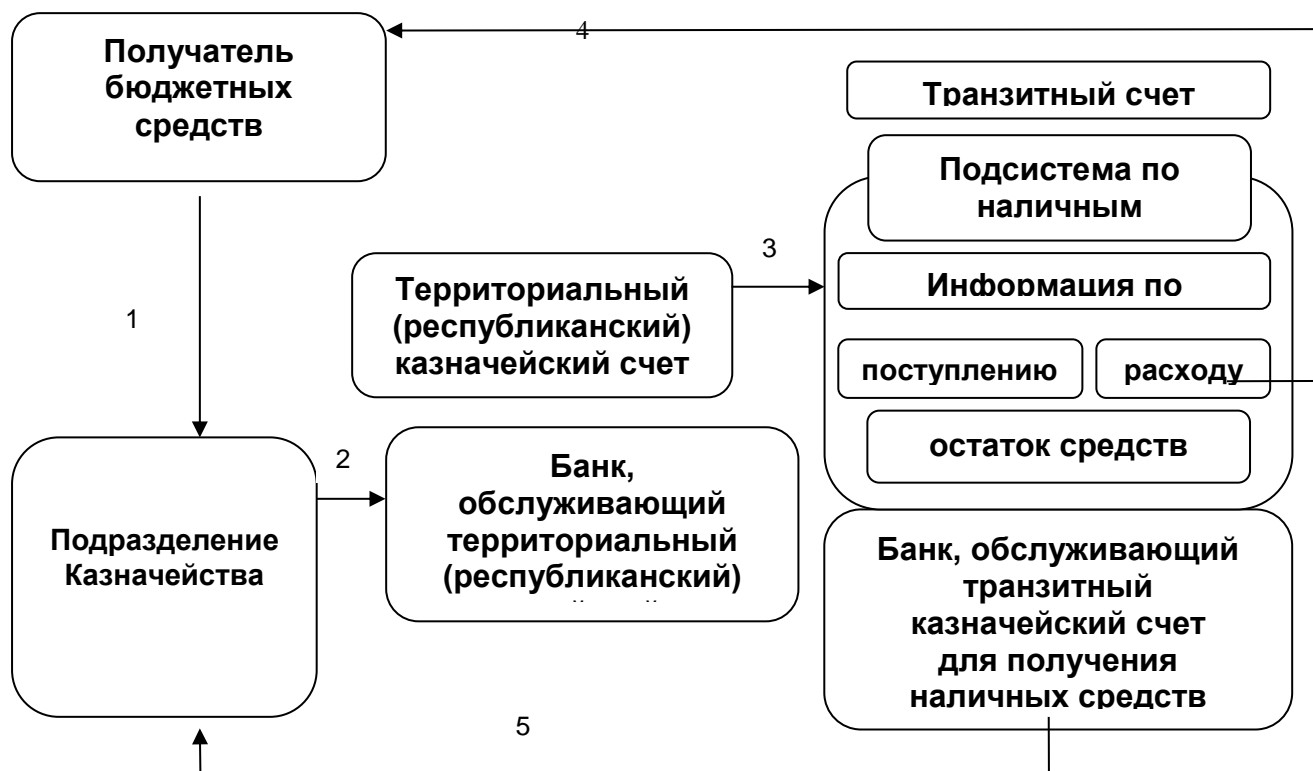 Получатель
бюджетных
средств
4
Транзитный счет
Подсистема по
наличным
3
Территориальный
(республиканский)
казначейский счет
Информация по
1
поступлению
расходу
остаток средств
2
Банк,
обслуживающий
территориальный
(республиканский)
Подразделение
Казначейства
Банк, обслуживающий
транзитный
казначейский счет
для получения
наличных средств
5